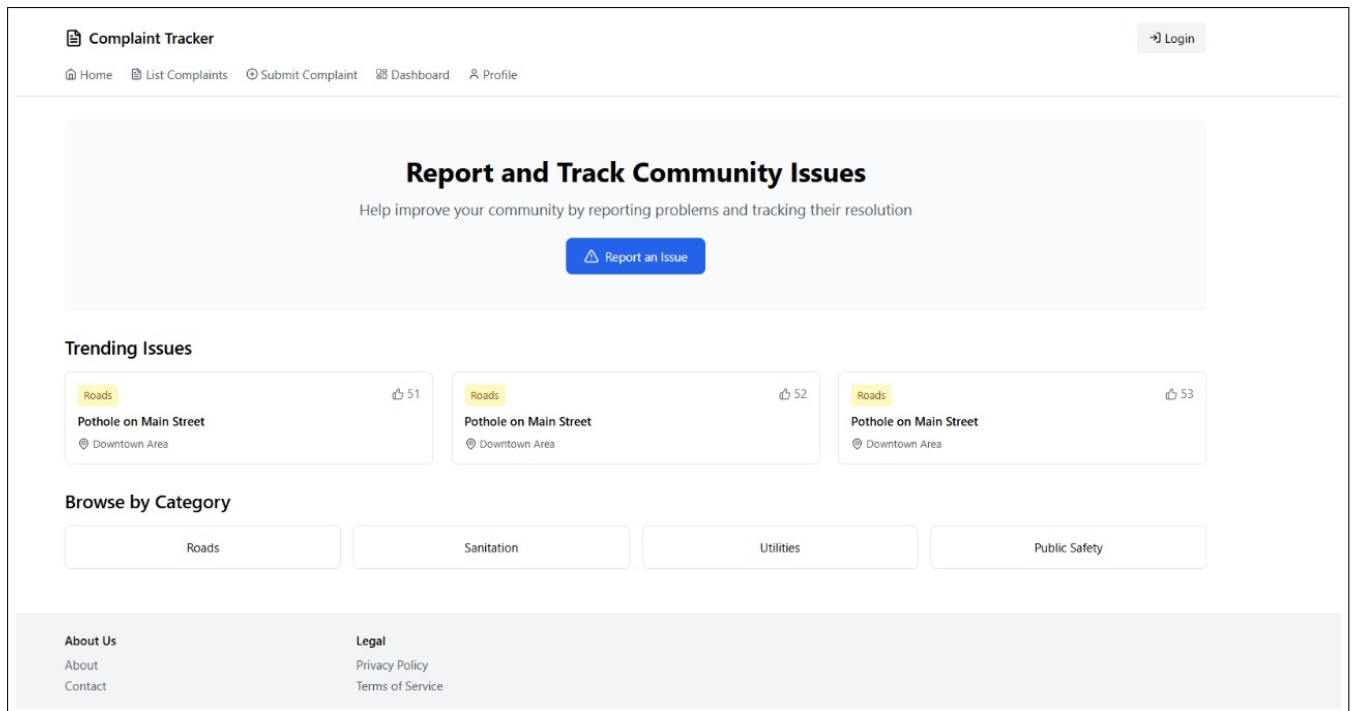 Complaint Tracker
Login
Home List Complaints Submit Complaint Dashboard Profile
Report and Track Community Issues
Help improve your community by reporting problems and tracking their resolution
Report an Issue
Trending Issues
Roads 51
Pothole on Main Street
Downtown Area
Roads 52
Pothole on Main Street
Downtown Area
Roads 53
Pothole on Main Street
Downtown Area
Browse by Category
Roads Sanitation Utilities Public Safety
About Us
About
Contact
Legal
Privacy Policy
Terms of Service